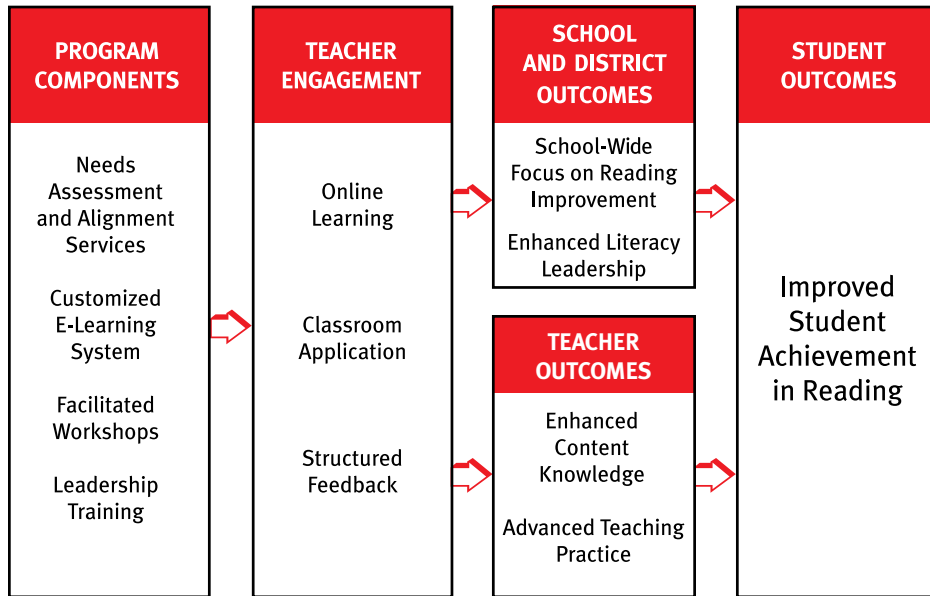 PROGRAM
COMPONENTS
Needs
Assessment
and Alignment
Services
Customized
E-Learning
System
Facilitated
Workshops
Leadership
Training
TEACHER
ENGAGEMENT
Online
Learning
Classroom
Application
Structured
Feedback
SCHOOL
AND DISTRICT
OUTCOMES
School-Wide
Focus on Reading
Improvement
Enhanced Literacy
Leadership
TEACHER
OUTCOMES
Enhanced
Content
Knowledge
Advanced Teaching
Practice
STUDENT
OUTCOMES
Improved
Student
Achievement
in Reading